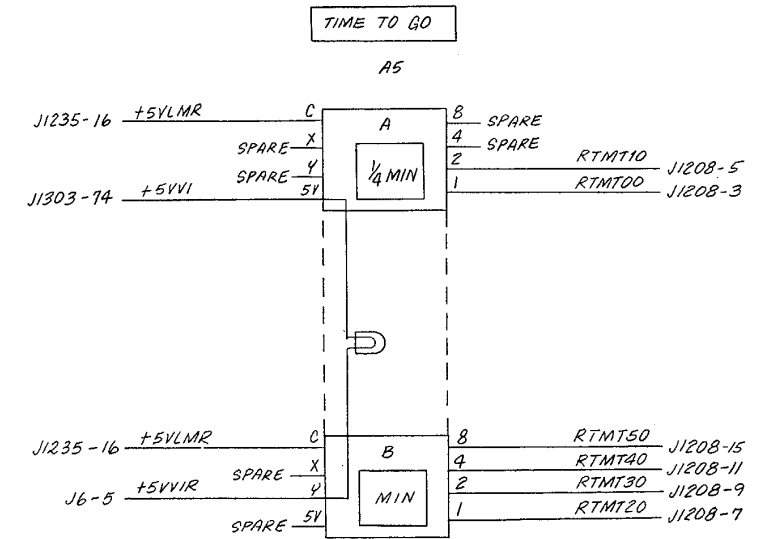 TIME TO GO
A5
J1235-16 +5VLMR C A 8 SPARE
SPARE X 4 SPARE
SPARE Y 1/4 MIN 2 RTMT10 J1208-5
J1303-74 +5VVI 5V 1 RTMT00 J1208-3
J1235-16 +5VLMR C B 8 RTMT50 J1208-15
SPARE X 4 RTMT40 J1208-11
J6-5 +5VVIR Y MIN 2 RTMT30 J1208-9
SPARE 5V 1 RTMT20 J1208-7